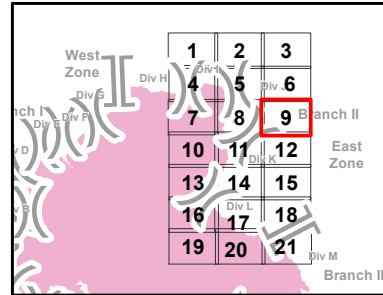 1 2 3
West Zone
Div H
Div I
4 5 6
Div J
Div G
nch I
Div F
Div E
7 8 9
Branch II
Div D
10 11 12
East Zone
Div K
13 14 15
Div B
Div L
16 17 18
19 20 21
Div M
Branch II